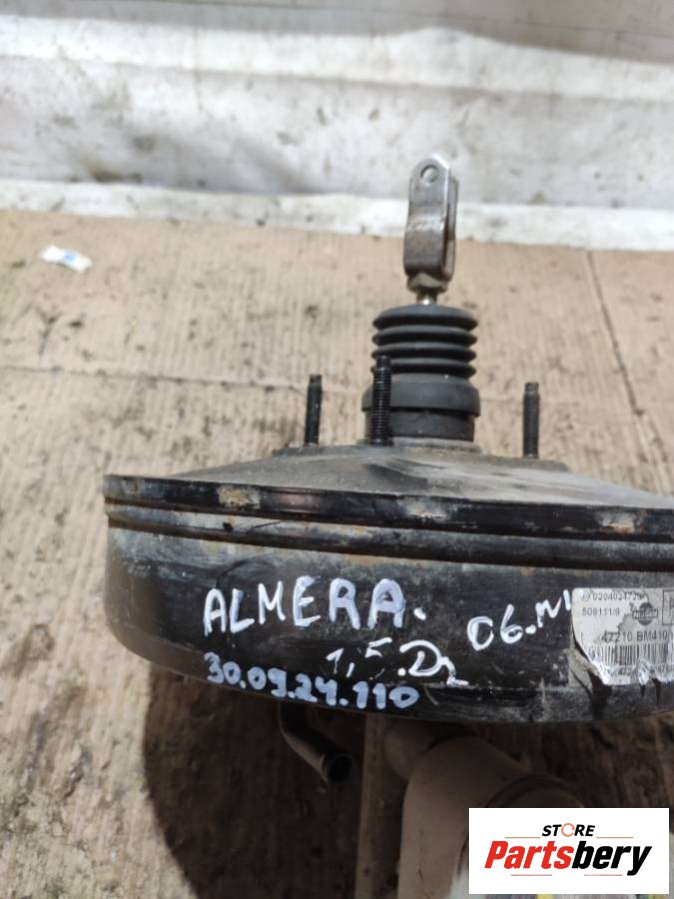 ALMERA.
06.
1,5.D
30.09.24.110
47210 BM410
STORE
Partsbery